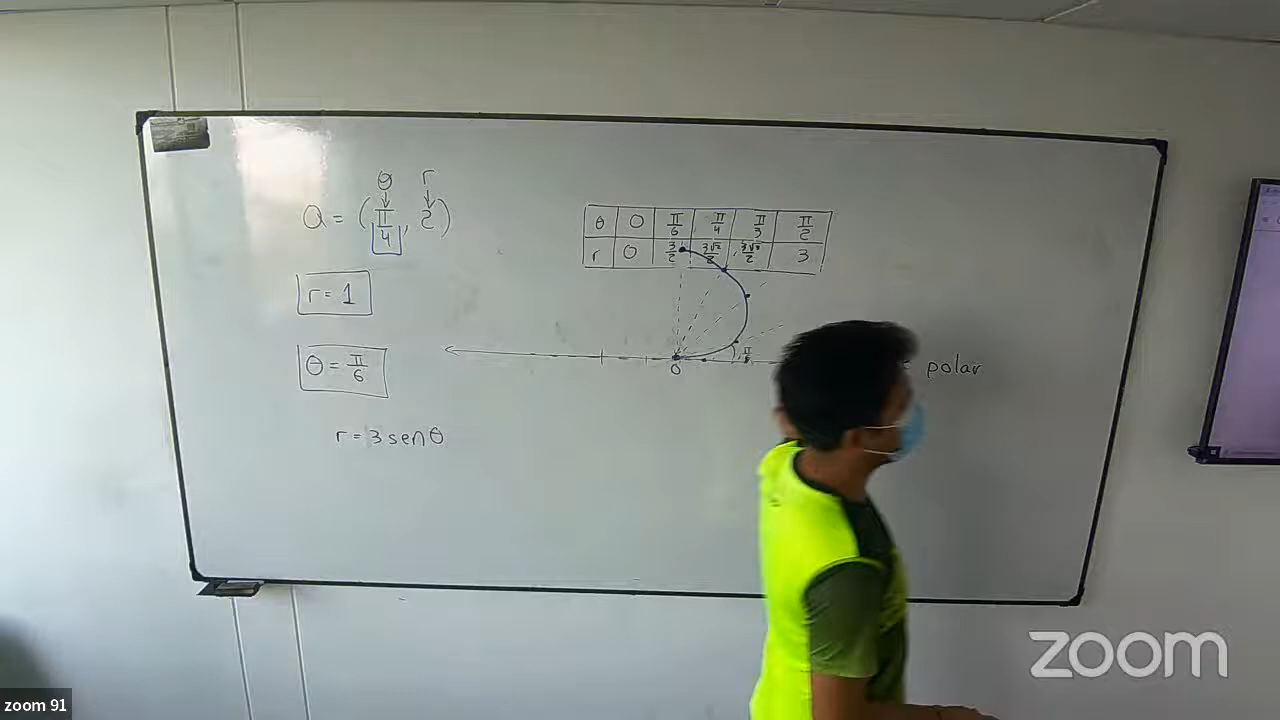 θ r
Q = (π/4, 2)
r = 1
θ = π/6
r = 3 sen θ
θ 0 π/6 π/4 π/3 π/2
r 0 3/2 3√2/2 3√3/2 3
0
polar
zoom
zoom 91